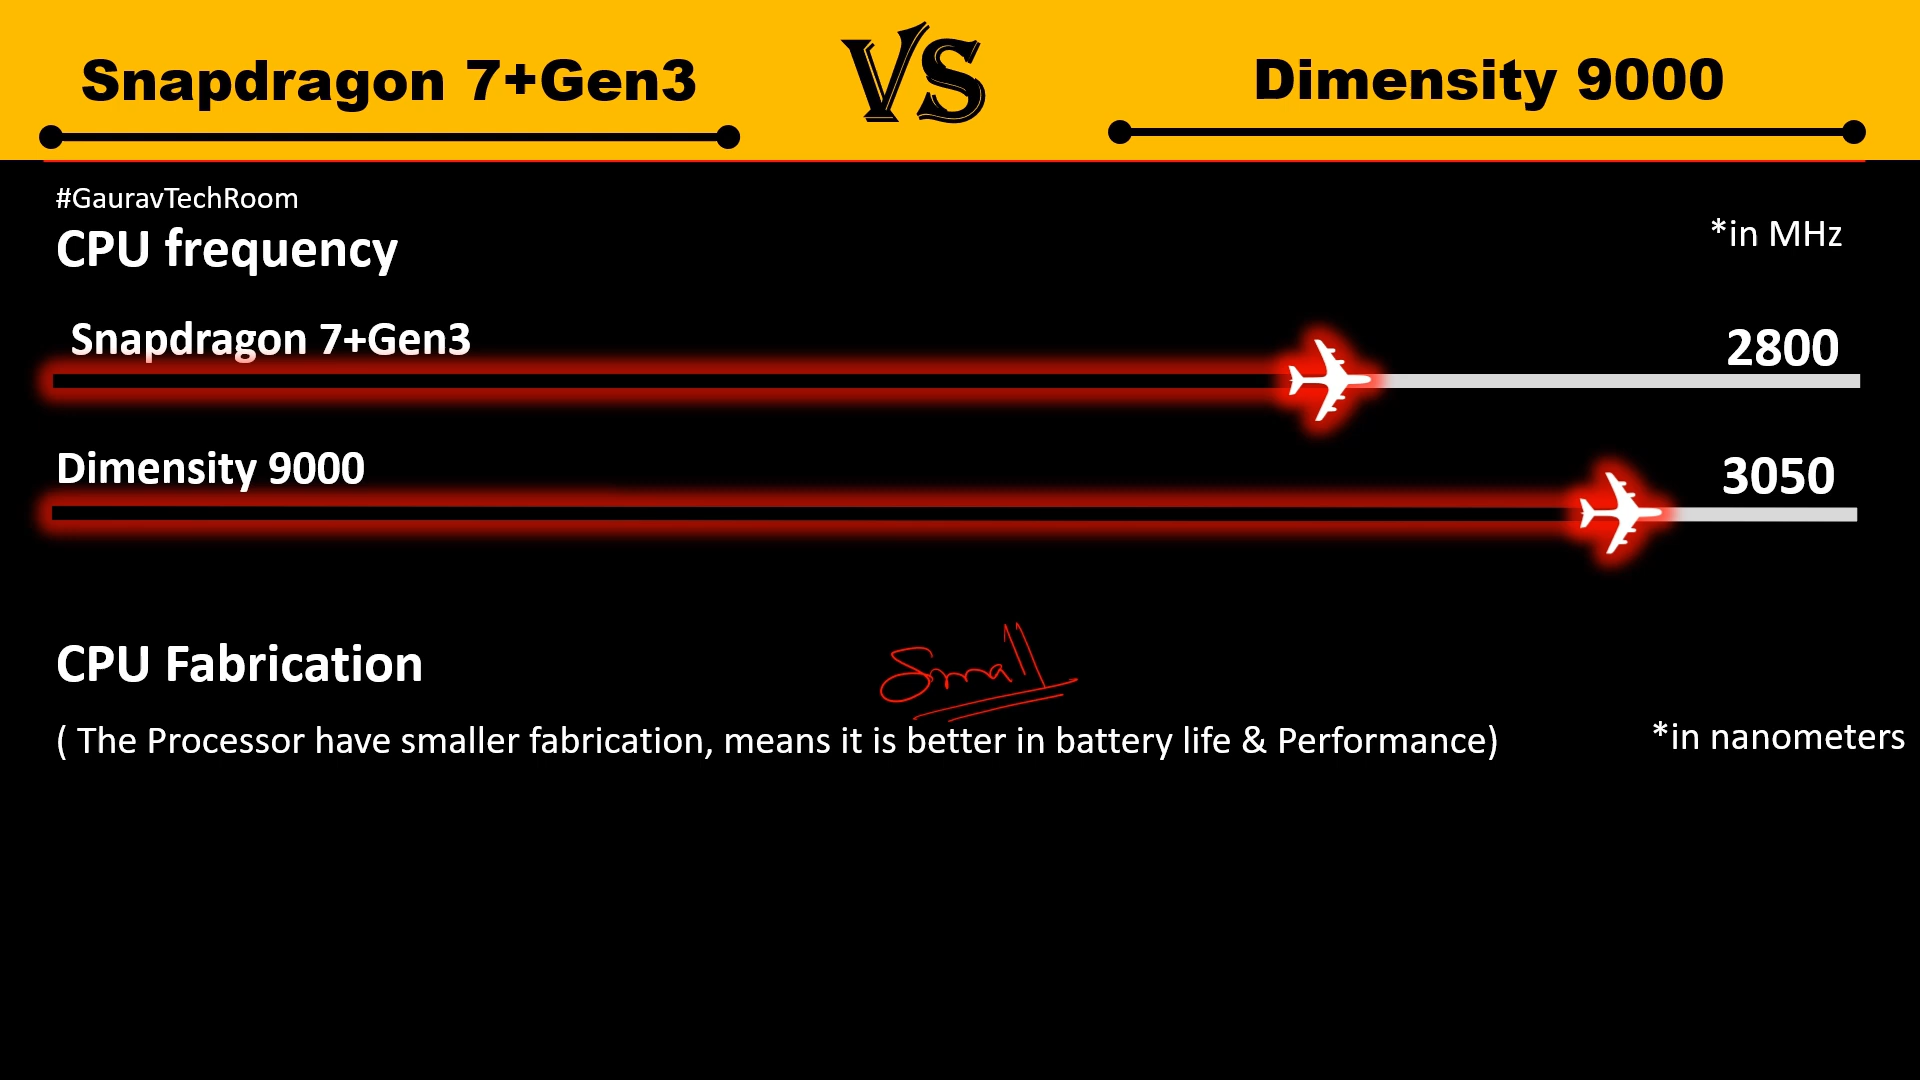 Snapdragon 7+Gen3
VS
Dimensity 9000
#GauravTechRoom
CPU frequency
*in MHz
Snapdragon 7+Gen3
2800
Dimensity 9000
3050
CPU Fabrication
Small
( The Processor have smaller fabrication, means it is better in battery life & Performance)
*in nanometers